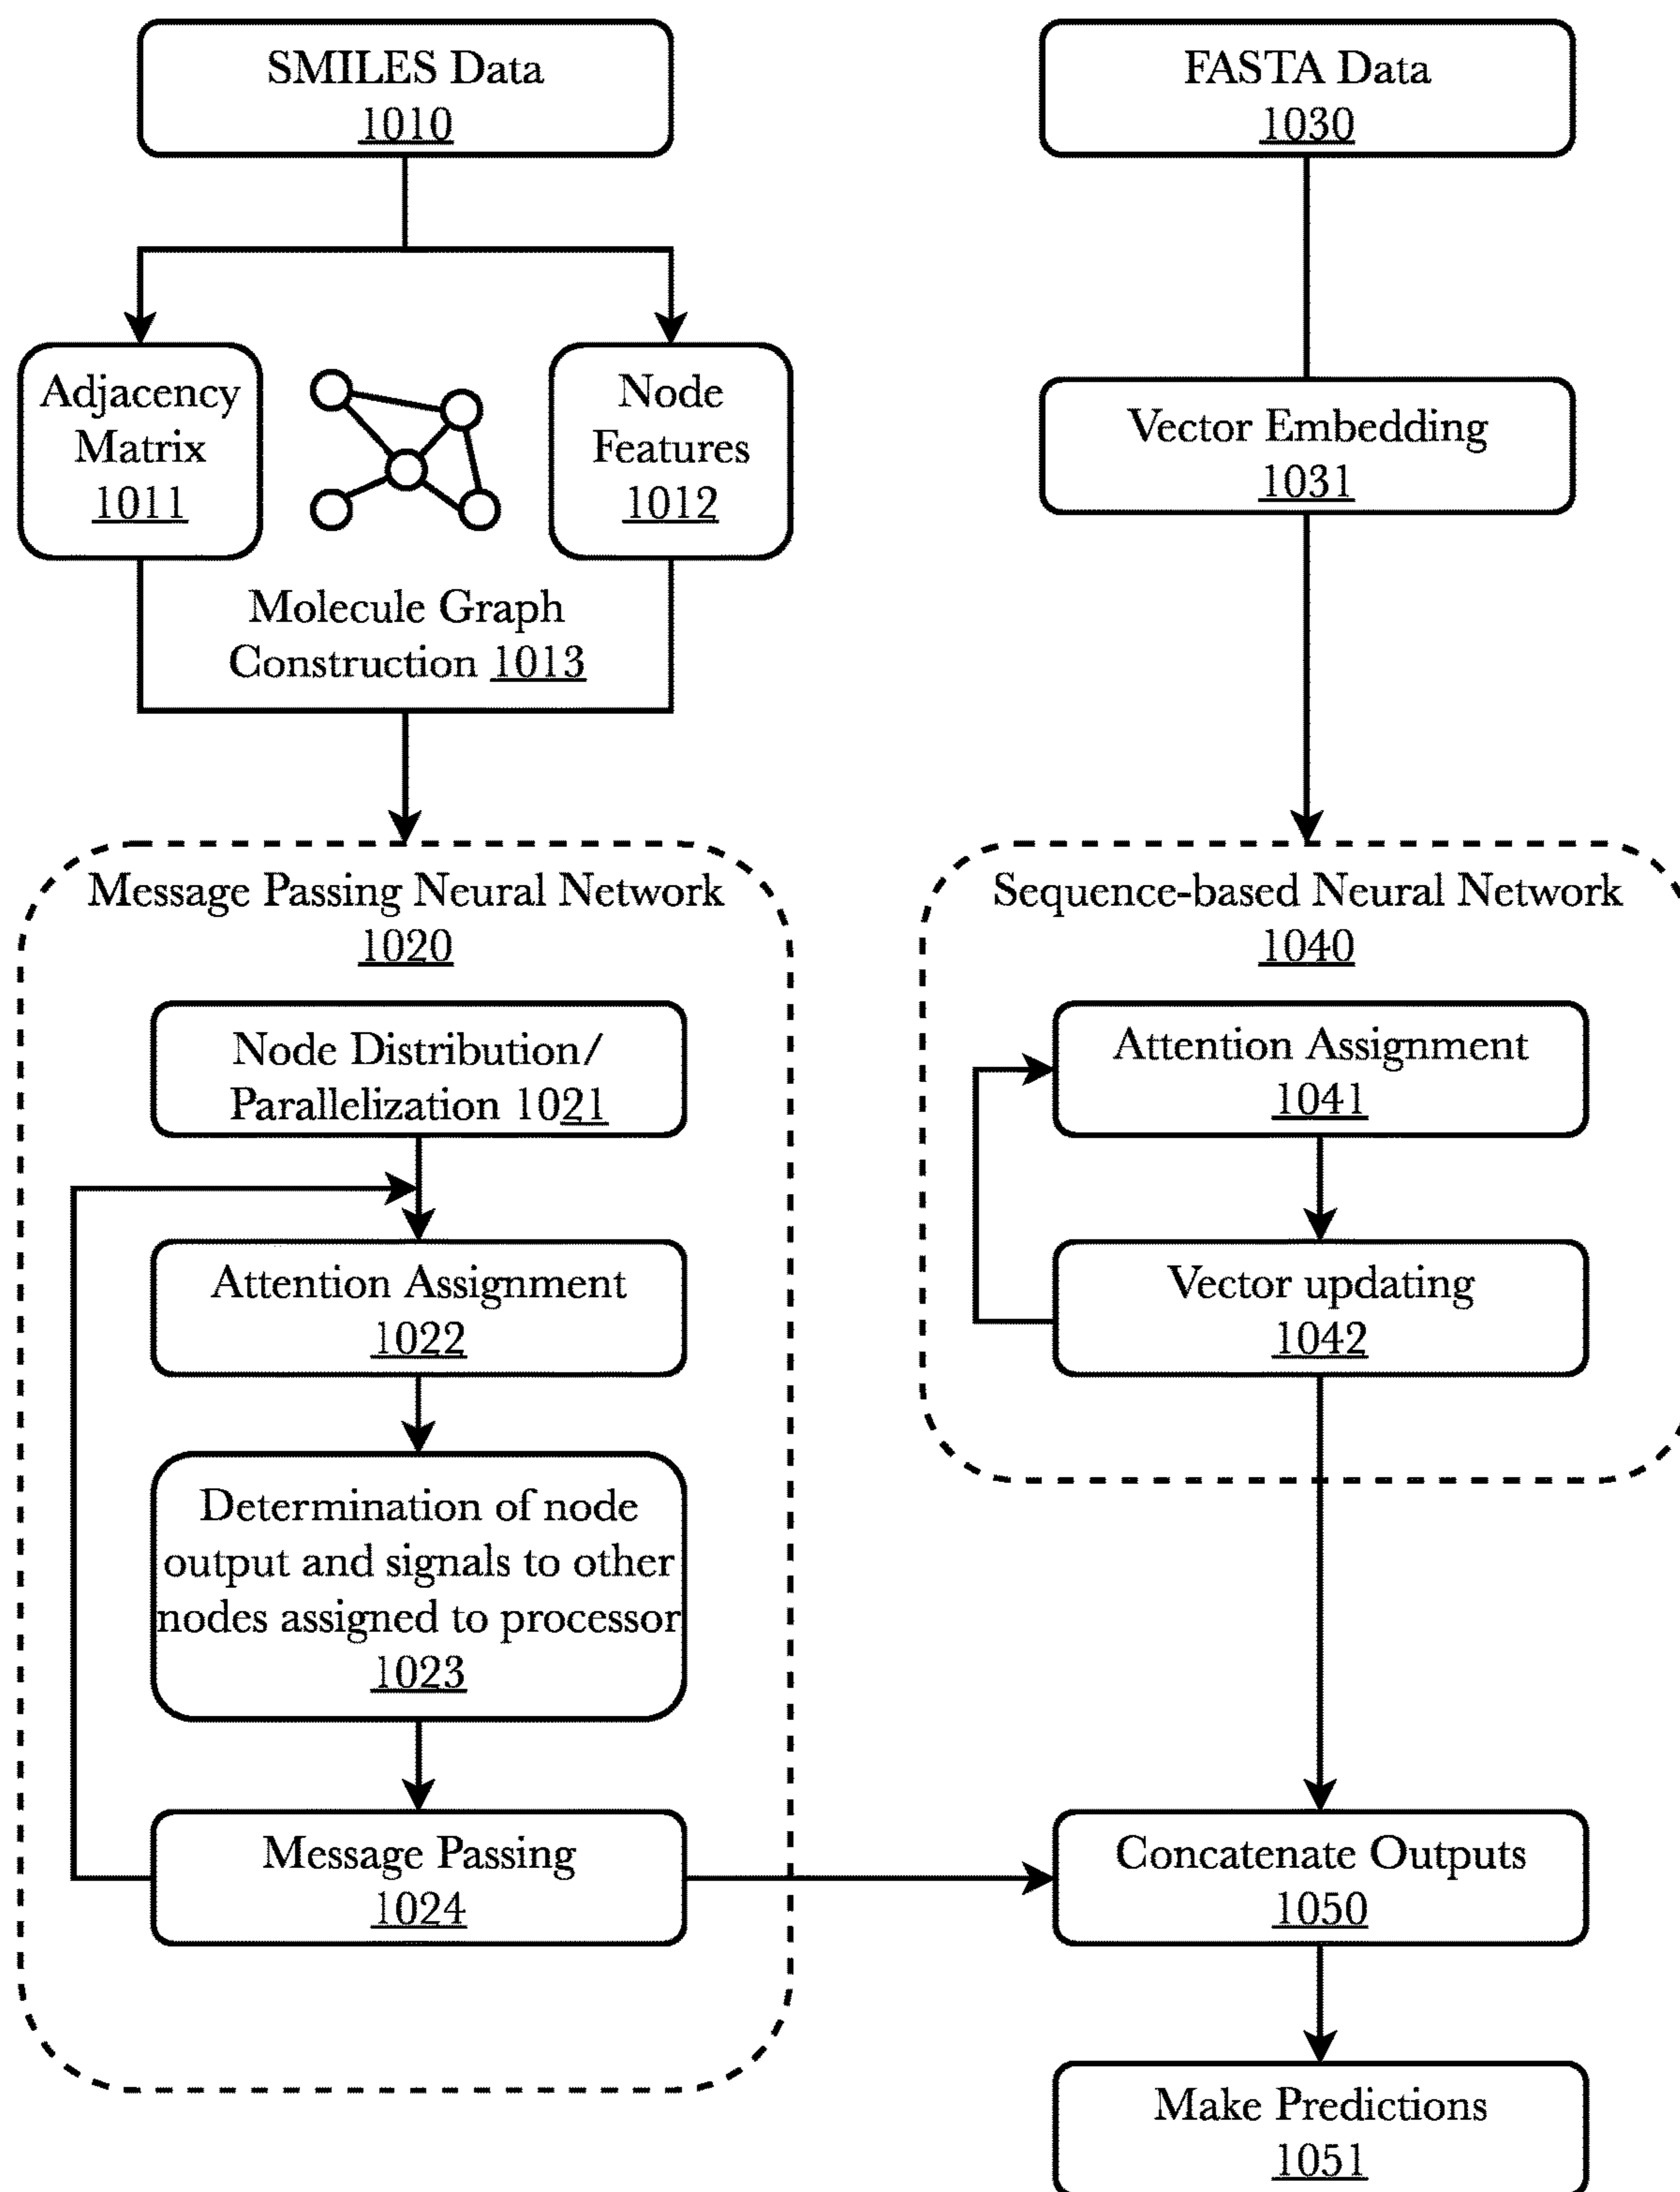 SMILES Data
1010
FASTA Data
1030
Adjacency
Matrix
1011
Node
Features
1012
Molecule Graph
Construction 1013
Vector Embedding
1031
Message Passing Neural Network
1020
Node Distribution/
Parallelization 1021
Attention Assignment
1022
Determination of node
output and signals to other
nodes assigned to processor
1023
Message Passing
1024
Sequence-based Neural Network
1040
Attention Assignment
1041
Vector updating
1042
Concatenate Outputs
1050
Make Predictions
1051